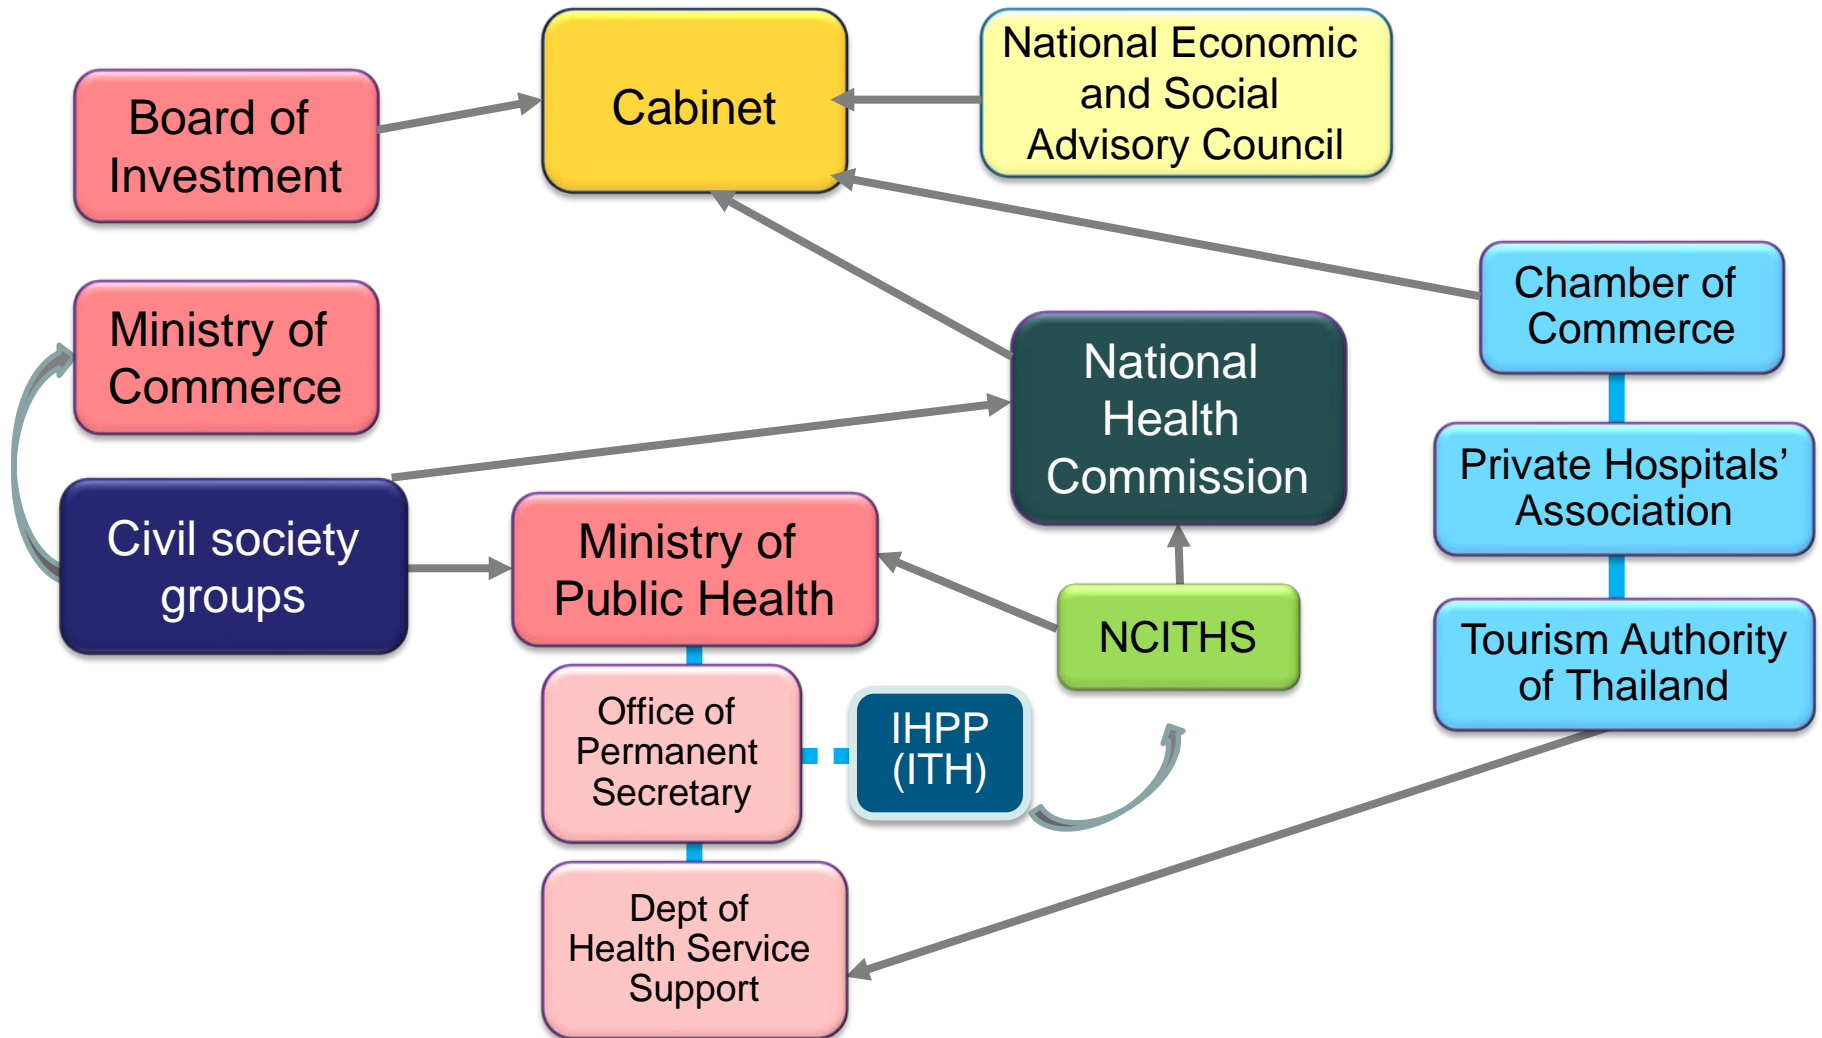 Cabinet
National Economic
and Social
Advisory Council
Board of
Investment
Ministry of
Commerce
Chamber of
Commerce
National
Health
Commission
Private Hospitals’
Association
Civil society
groups
Ministry of
Public Health
NCITHS
Tourism Authority
of Thailand
Office of
Permanent
Secretary
IHPP
(ITH)
Dept of
Health Service
Support